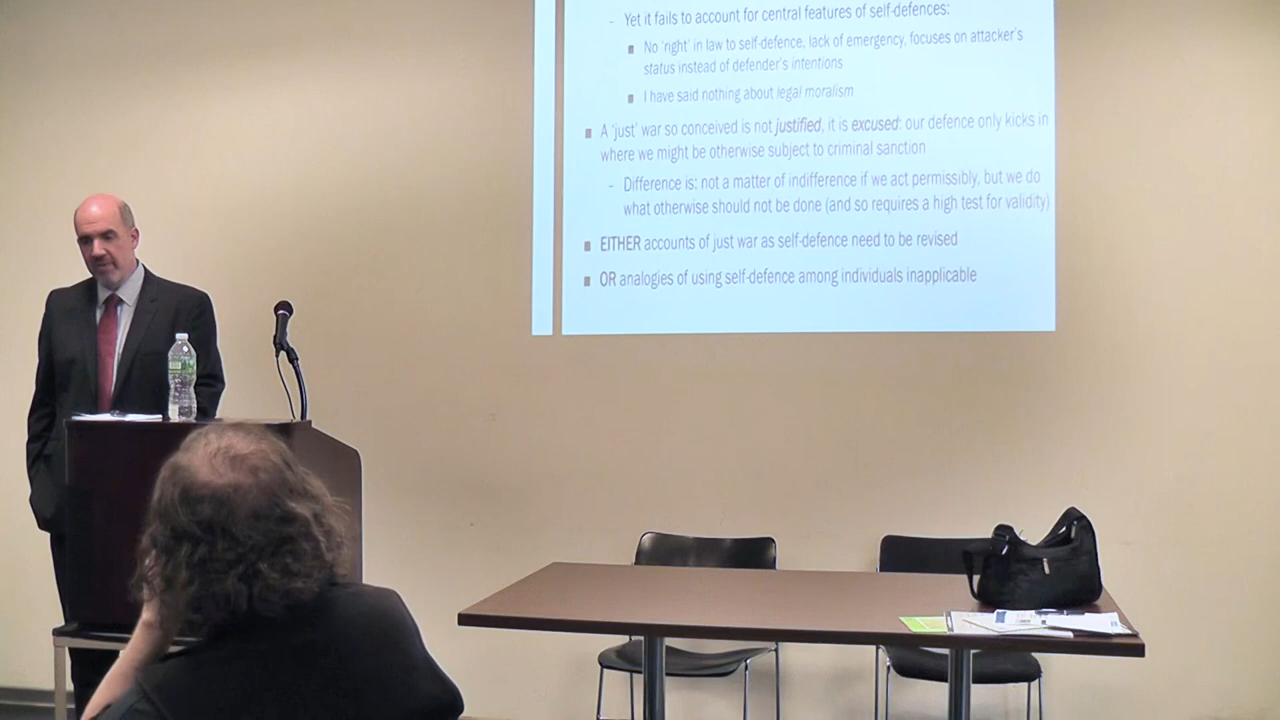 - Yet it fails to account for central features of self-defences:
■ No 'right' in law to self-defence, lack of emergency, focuses on attacker's
status instead of defender's intentions
■ I have said nothing about legal moralism
■ A 'just' war so conceived is not justified, it is excused: our defence only kicks in
where we might be otherwise subject to criminal sanction
- Difference is: not a matter of indifference if we act permissibly, but we do
what otherwise should not be done (and so requires a high test for validity)
■ EITHER accounts of just war as self-defence need to be revised
■ OR analogies of using self-defence among individuals inapplicable